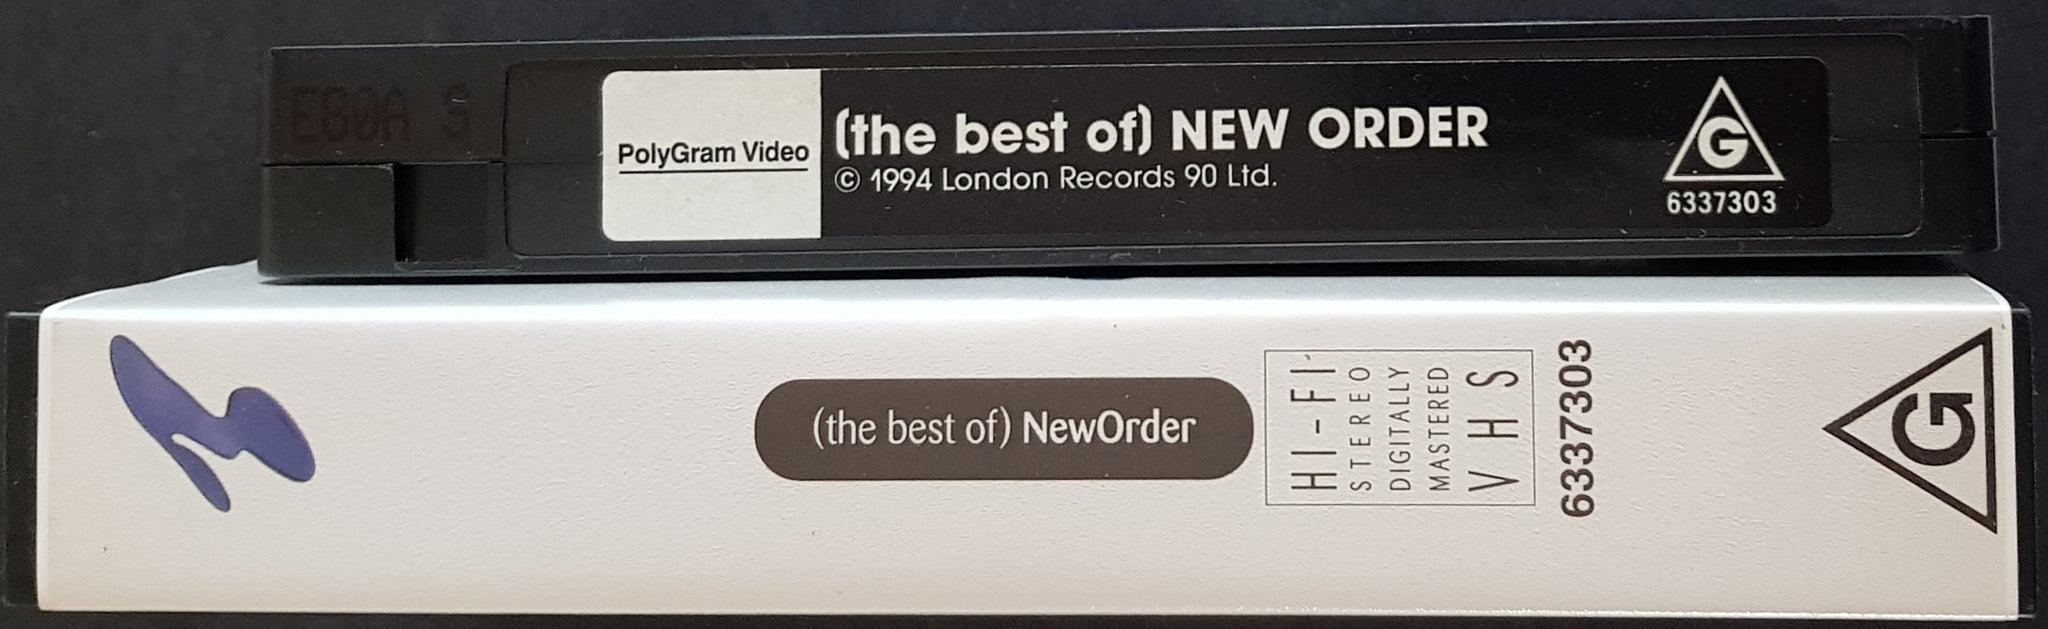 E80A S
PolyGram Video
(the best of) NEW ORDER
© 1994 London Records 90 Ltd.
G
6337303
(the best of) NewOrder
HI-FI
STEREO
DIGITALLY
MASTERED
VHS
6337303
G